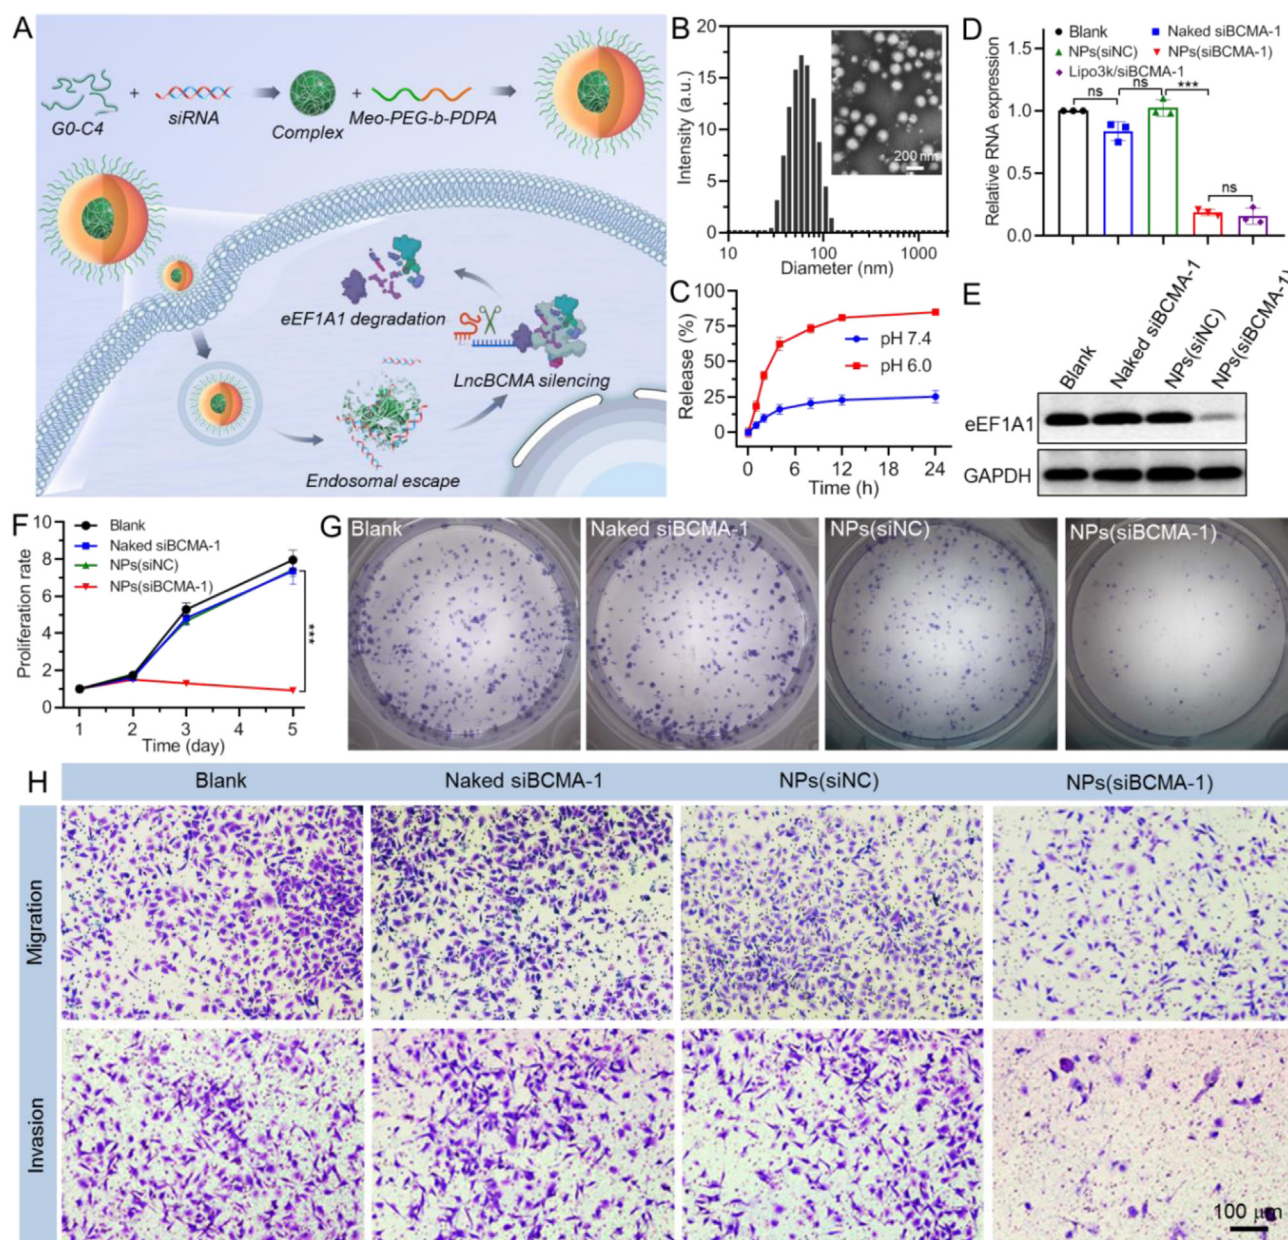 A
G0-C4
+
siRNA
Complex
+
Meo-PEG-b-PDPA
eEF1A1 degradation
LncBCMA silencing
Endosomal escape
B
Intensity (a.u.)
20
15
10
5
0
200 nm
10
100
1000
Diameter (nm)
C
Release (%)
100
75
50
25
0
pH 7.4
pH 6.0
0
6
12
18
24
Time (h)
D
Blank
Naked siBCMA-1
NPs(siNC)
NPs(siBCMA-1)
Lipo3k/siBCMA-1
Relative RNA expression
1.5
1.0
0.5
0.0
ns
ns
***
ns
E
Blank
Naked siBCMA-1
NPs(siNC)
NPs(siBCMA-1)
eEF1A1
GAPDH
F
Proliferation rate
10
8
6
4
2
0
Blank
Naked siBCMA-1
NPs(siNC)
NPs(siBCMA-1)
***
1
2
3
4
5
Time (day)
G
Blank
Naked siBCMA-1
NPs(siNC)
NPs(siBCMA-1)
H
Blank
Naked siBCMA-1
NPs(siNC)
NPs(siBCMA-1)
Migration
Invasion
100 μm